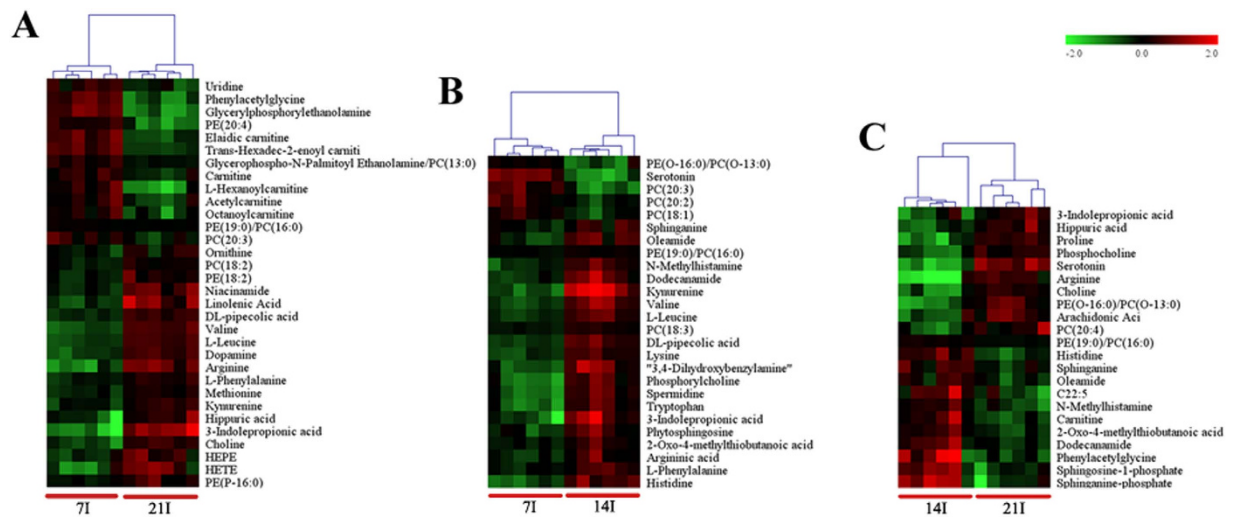 A
Uridine
Phenylacetylglycine
Glycerylphosphorylethanolamine
PE(20:4)
Elaidic carnitine
Trans-Hexadec-2-enoyl carniti
Glycerophospho-N-Palmitoyl Ethanolamine/PC(13:0)
Carnitine
L-Hexanoylcarnitine
Acetylcarnitine
Octanoylcarnitine
PE(19:0)/PC(16:0)
PC(20:3)
Ornithine
PC(18:2)
PE(18:2)
Niacinamide
Linolenic Acid
DL-pipecolic acid
Valine
L-Leucine
Dopamine
Arginine
L-Phenylalanine
Methionine
Kynurenine
Hippuric acid
3-Indolepropionic acid
Choline
HEPE
HETE
PE(P-16:0)
7I 21I
B
PE(O-16:0)/PC(O-13:0)
Serotonin
PC(20:3)
PC(20:2)
PC(18:1)
Sphinganine
Oleamide
PE(19:0)/PC(16:0)
N-Methylhistamine
Dodecanamide
Kynurenine
Valine
L-Leucine
PC(18:3)
DL-pipecolic acid
Lysine
"3,4-Dihydroxybenzylamine"
Phosphorylcholine
Spermidine
Tryptophan
3-Indolepropionic acid
Phytosphingosine
2-Oxo-4-methylthiobutanoic acid
Argininic acid
L-Phenylalanine
Histidine
7I 14I
-2.0 0.0 2.0
C
3-Indolepropionic acid
Hippuric acid
Proline
Phosphocholine
Serotonin
Arginine
Choline
PE(O-16:0)/PC(O-13:0)
Arachidonic Aci
PC(20:4)
PE(19:0)/PC(16:0)
Histidine
Sphinganine
Oleamide
C22:5
N-Methylhistamine
Carnitine
2-Oxo-4-methylthiobutanoic acid
Dodecanamide
Phenylacetylglycine
Sphingosine-1-phosphate
Sphinganine-phosphate
14I 21I